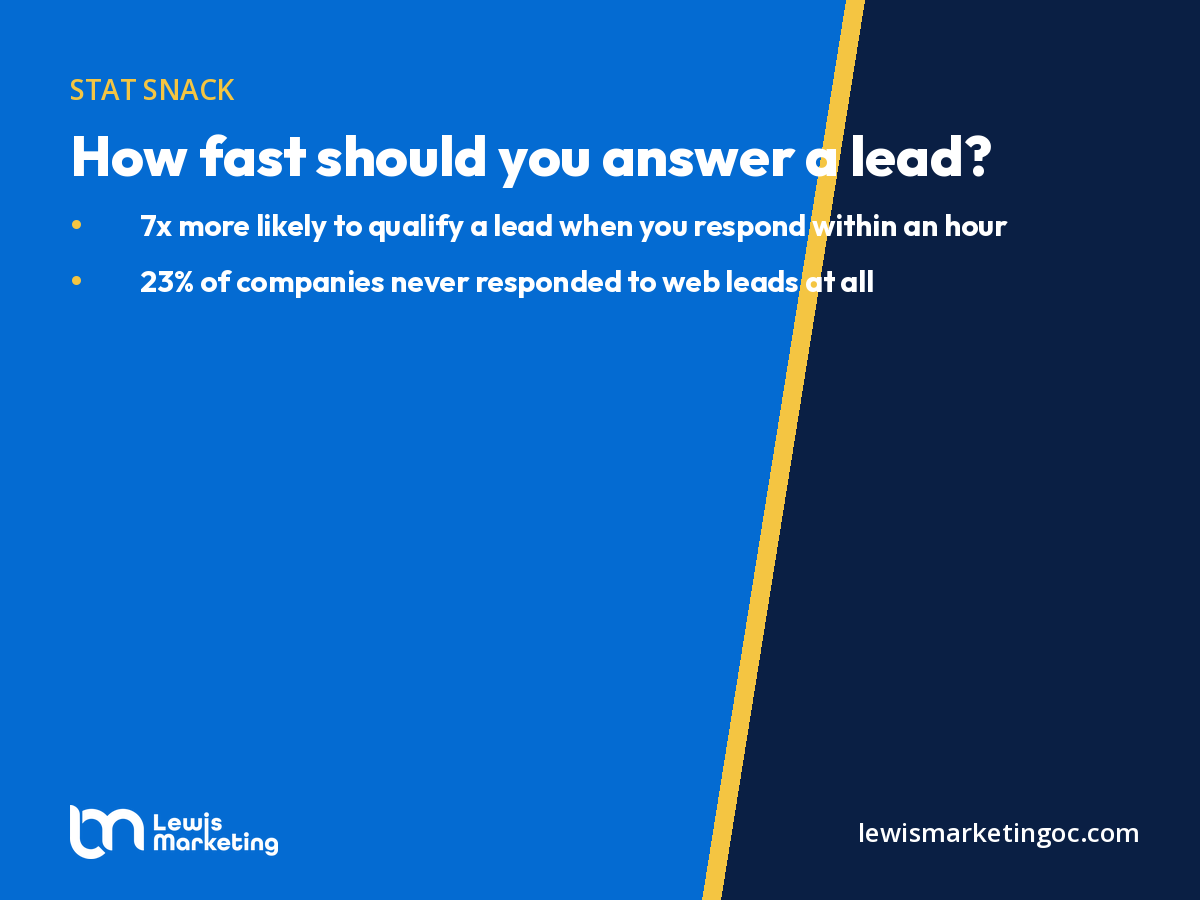 STAT SNACK
How fast should you answer a lead?
• 7x more likely to qualify a lead when you respond within an hour
• 23% of companies never responded to web leads at all
Lewis
Marketing
lewismarketingoc.com